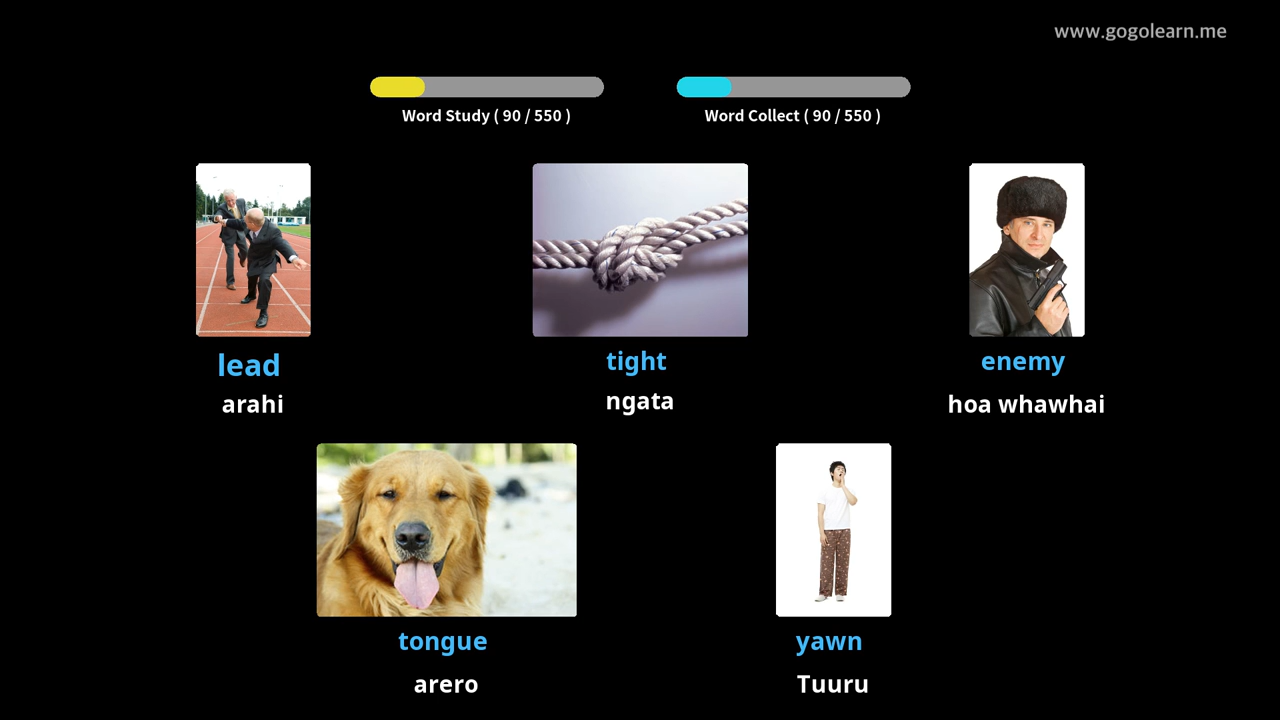 www.gogolearn.me
Word Study ( 90 / 550 )
Word Collect ( 90 / 550 )
lead
arahi
tight
ngata
enemy
hoa whawhai
tongue
arero
yawn
Tuuru